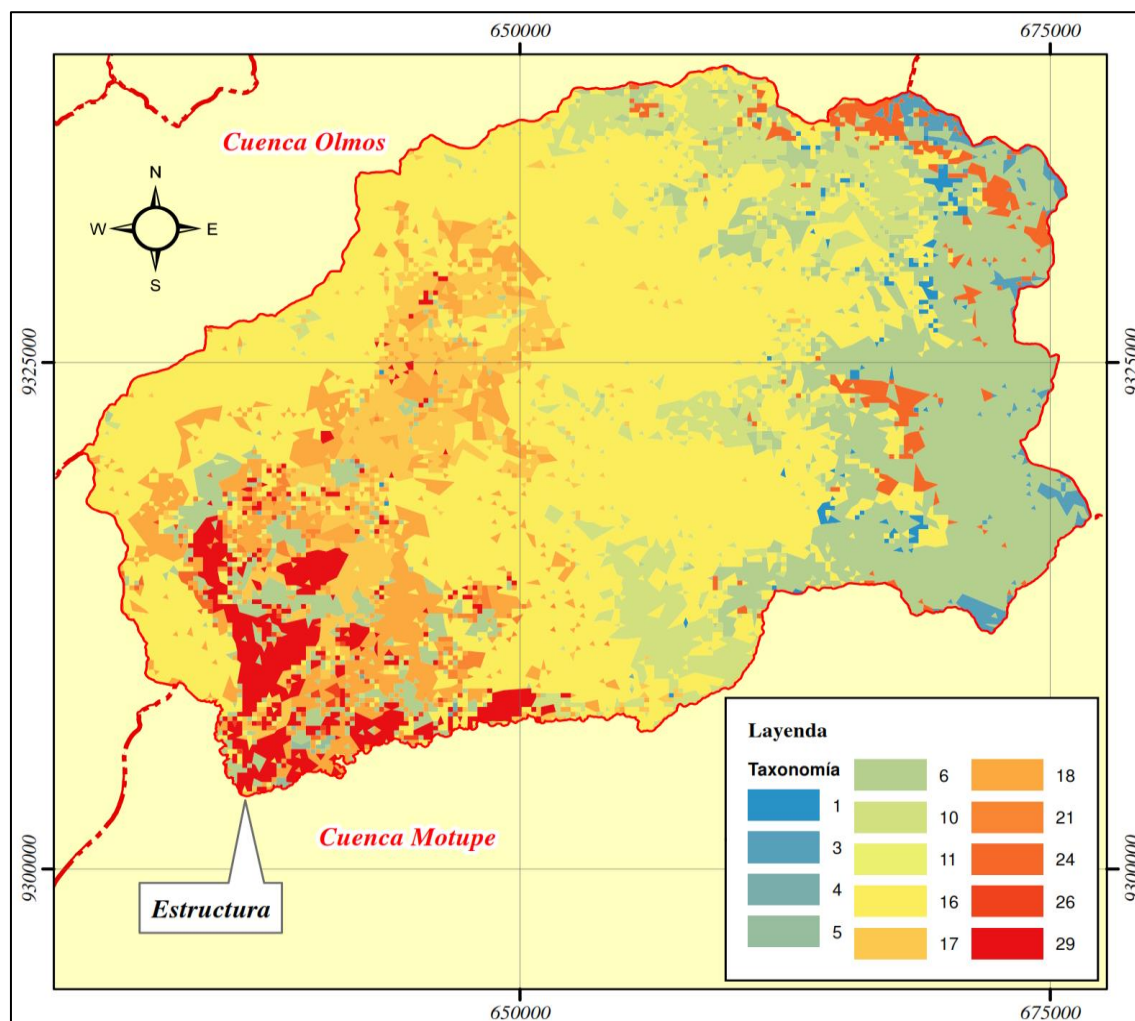 650000
675000
Cuenca Olmos
N
W
E
S
9325000
9325000
Layenda
Taxonomía
1
3
4
5
6
10
11
16
17
18
21
24
26
29
Cuenca Motupe
9300000
9300000
Estructura
650000
675000